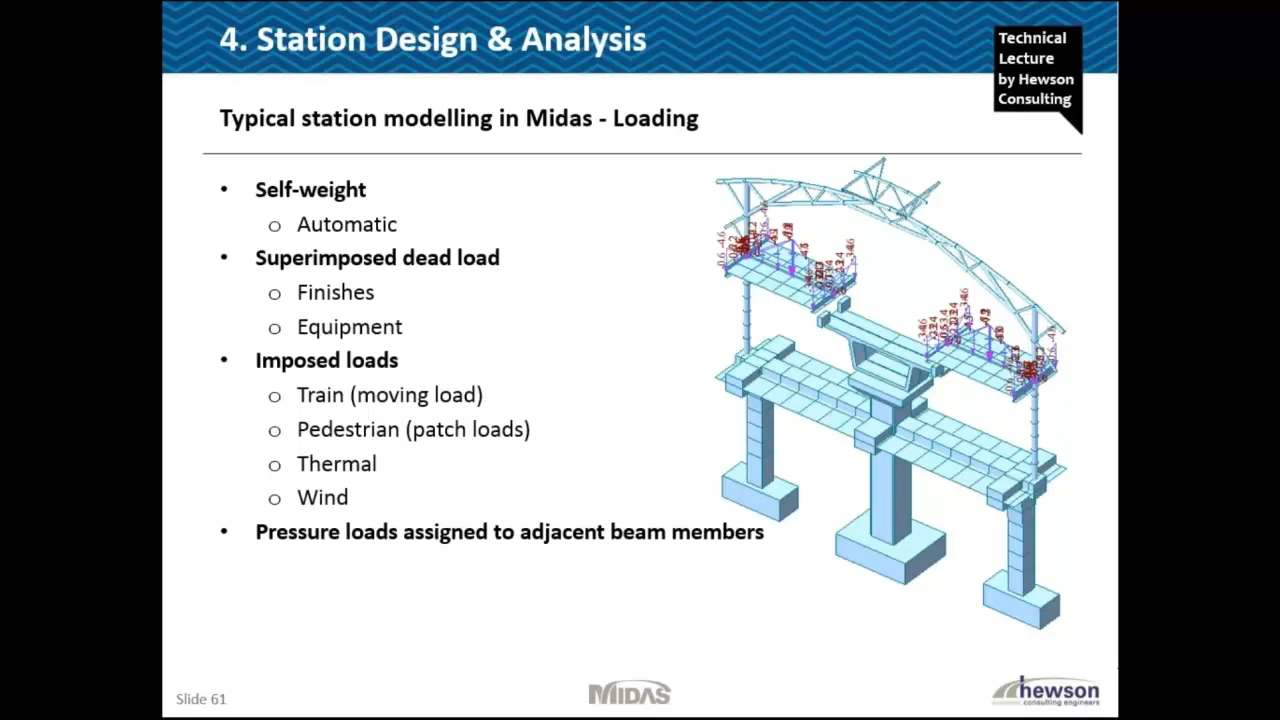 4. Station Design & Analysis
Technical
Lecture
by Hewson
Consulting
Typical station modelling in Midas - Loading
• Self-weight
o Automatic
• Superimposed dead load
o Finishes
o Equipment
• Imposed loads
o Train (moving load)
o Pedestrian (patch loads)
o Thermal
o Wind
• Pressure loads assigned to adjacent beam members
Slide 61
MIDAS
hewson
consulting engineers